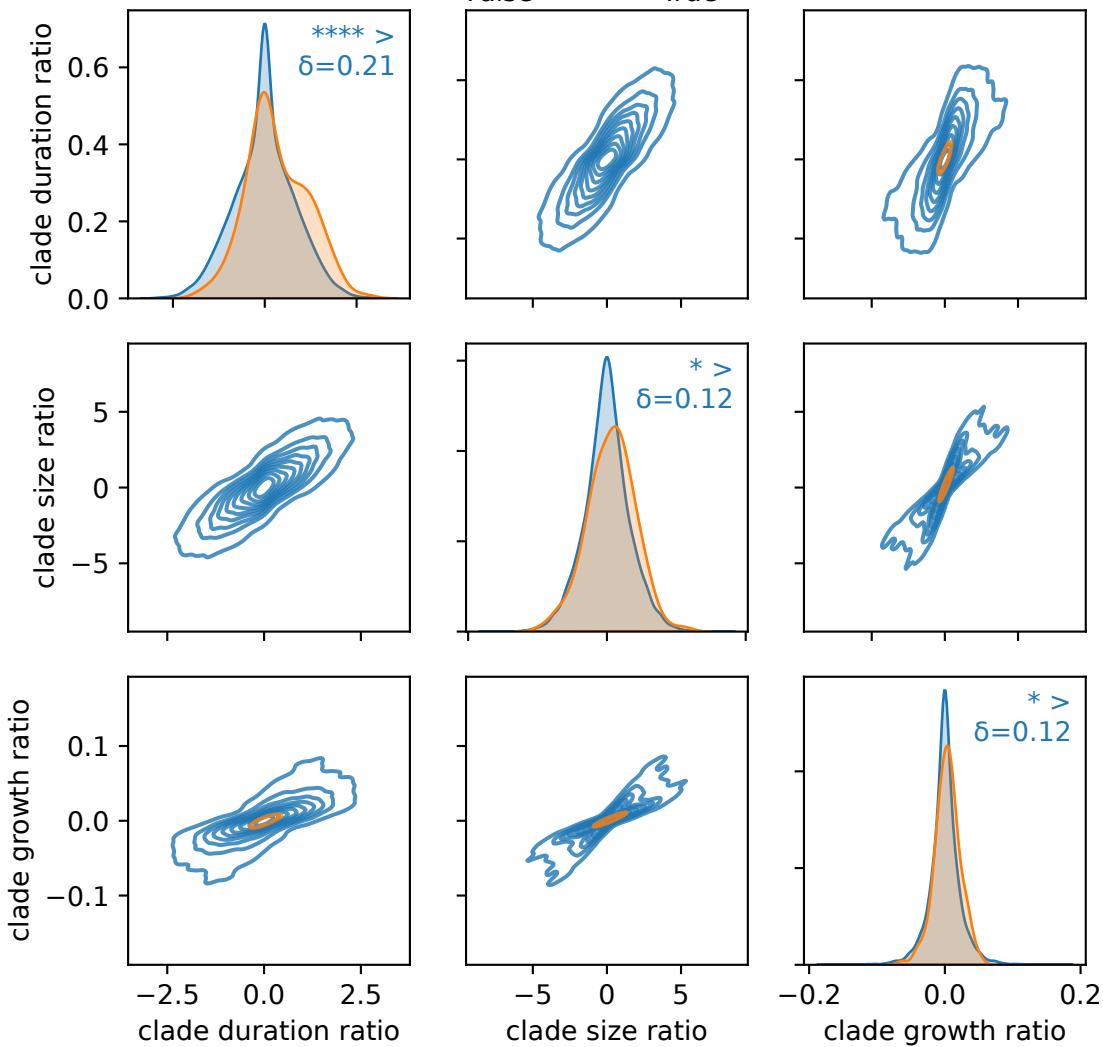 **** >
δ=0.21
clade duration ratio
0.6
0.4
0.2
0.0
* >
δ=0.12
clade size ratio
5
0
−5
* >
δ=0.12
clade growth ratio
0.1
0.0
−0.1
−2.5 0.0 2.5 −5 0 5 −0.2 0.0 0.2
clade duration ratio clade size ratio clade growth ratio